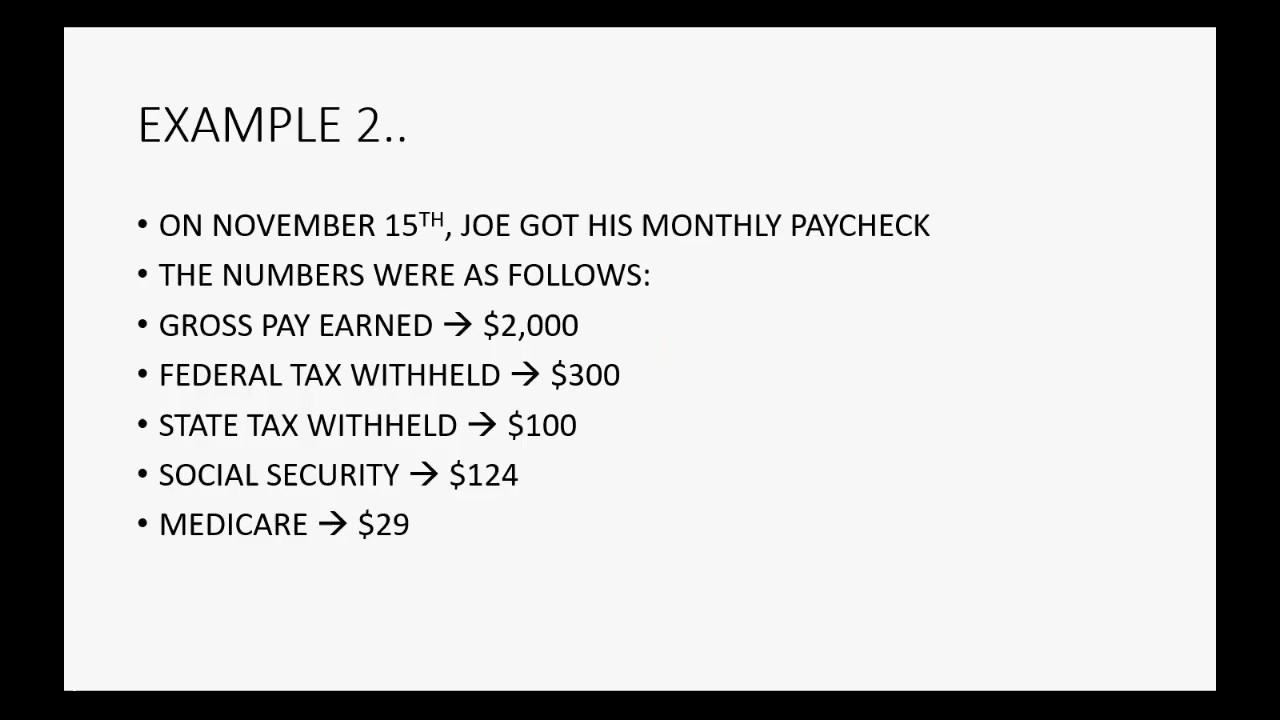 EXAMPLE 2..
• ON NOVEMBER 15TH, JOE GOT HIS MONTHLY PAYCHECK
• THE NUMBERS WERE AS FOLLOWS:
• GROSS PAY EARNED → $2,000
• FEDERAL TAX WITHHELD → $300
• STATE TAX WITHHELD → $100
• SOCIAL SECURITY → $124
• MEDICARE → $29